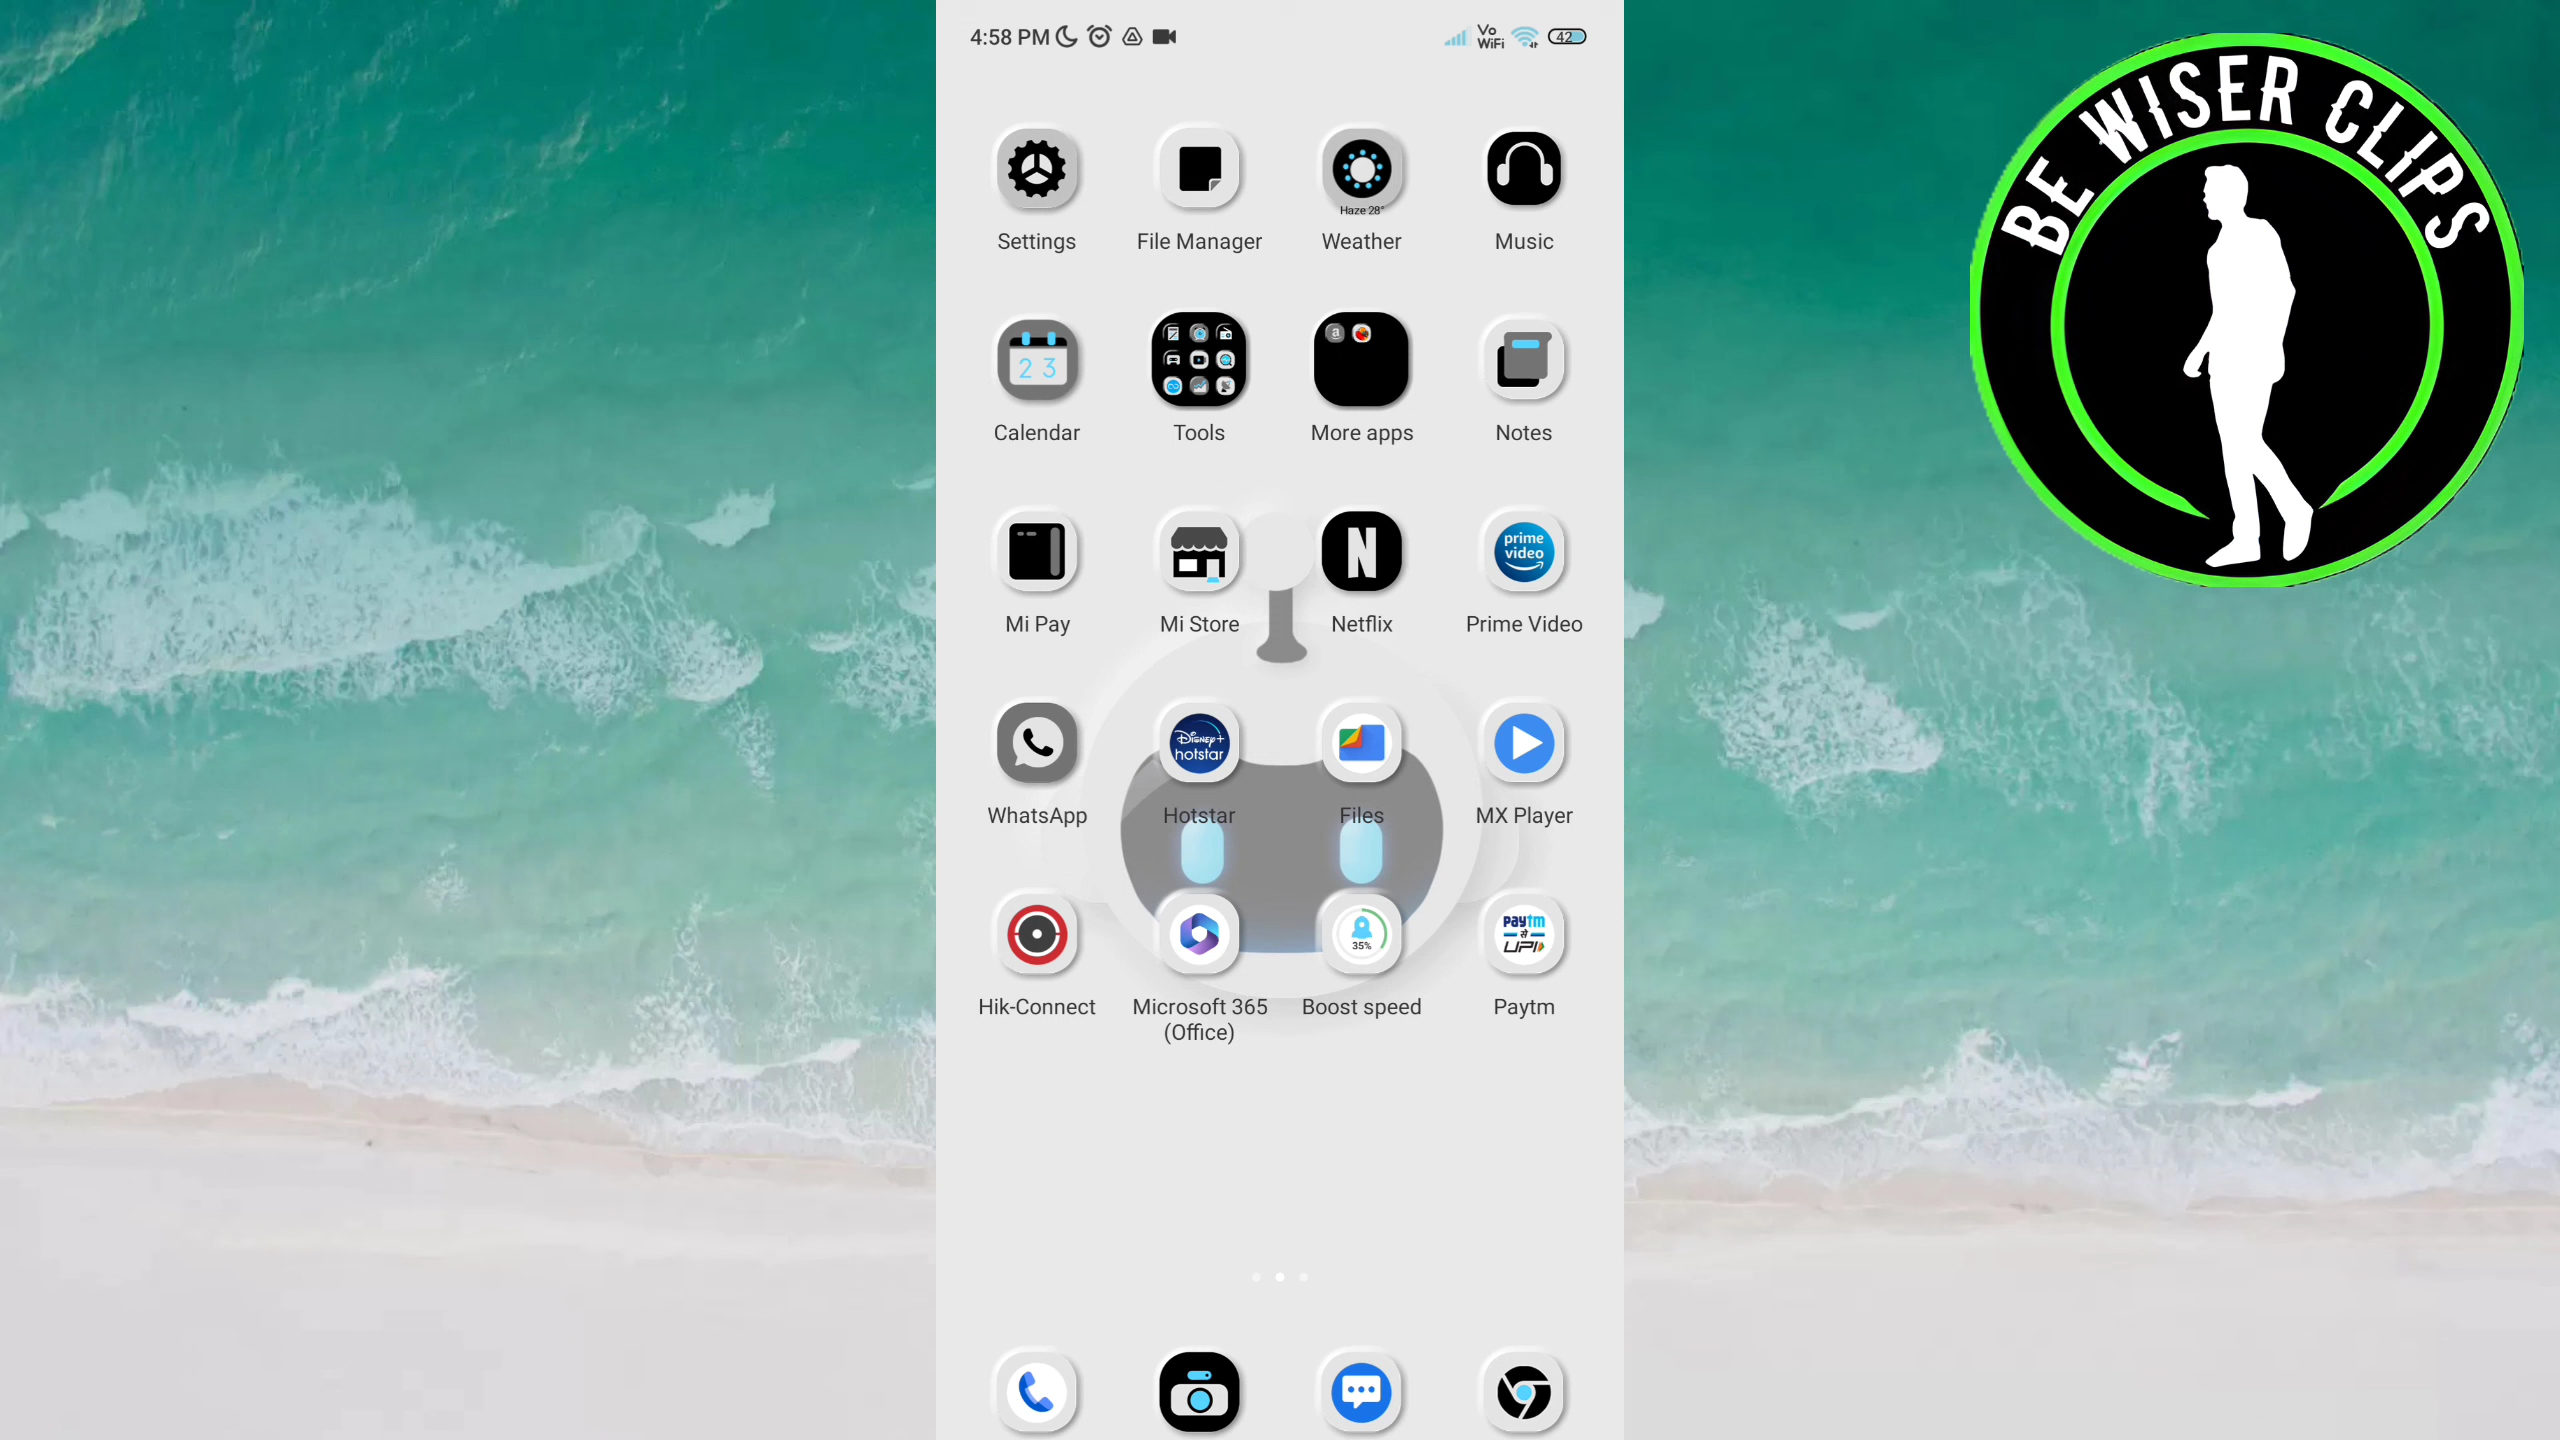 4:58 PM
Vo
WiFi
42
BE WISER CLIPS
Haze 28°
Settings
File Manager
Weather
Music
2 3
a
Calendar
Tools
More apps
Notes
N
prime
video
Mi Pay
Mi Store
Netflix
Prime Video
Disney+
hotstar
WhatsApp
Hotstar
Files
MX Player
35%
paytm
से
UPI
Hik-Connect
Microsoft 365
(Office)
Boost speed
Paytm